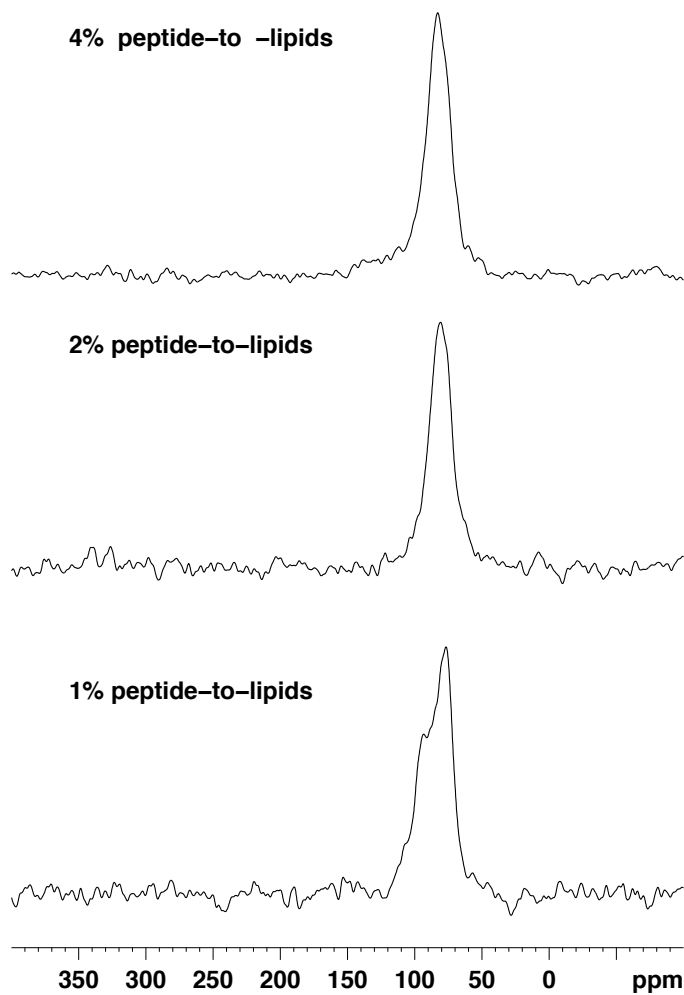 4% peptide–to –lipids
2% peptide–to–lipids
1% peptide–to–lipids
350 300 250 200 150 100 50 0 ppm